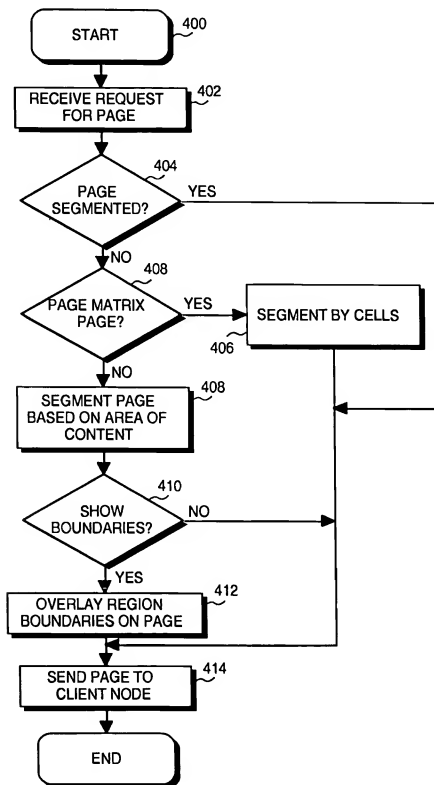 START
400
RECEIVE REQUEST
FOR PAGE
402
PAGE
SEGMENTED?
404
YES
NO
PAGE MATRIX
PAGE?
408
YES
SEGMENT BY CELLS
406
NO
SEGMENT PAGE
BASED ON AREA OF
CONTENT
408
SHOW
BOUNDARIES?
410
NO
YES
OVERLAY REGION
BOUNDARIES ON PAGE
412
SEND PAGE TO
CLIENT NODE
414
END